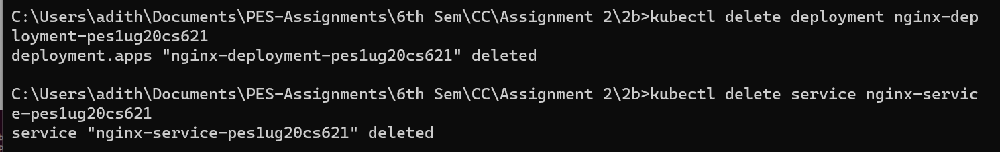 C:\Users\adith\Documents\PES-Assignments\6th Sem\CC\Assignment 2\2b>kubectl delete deployment nginx-dep
loyment-pes1ug20cs621
deployment.apps "nginx-deployment-pes1ug20cs621" deleted
C:\Users\adith\Documents\PES-Assignments\6th Sem\CC\Assignment 2\2b>kubectl delete service nginx-servic
e-pes1ug20cs621
service "nginx-service-pes1ug20cs621" deleted